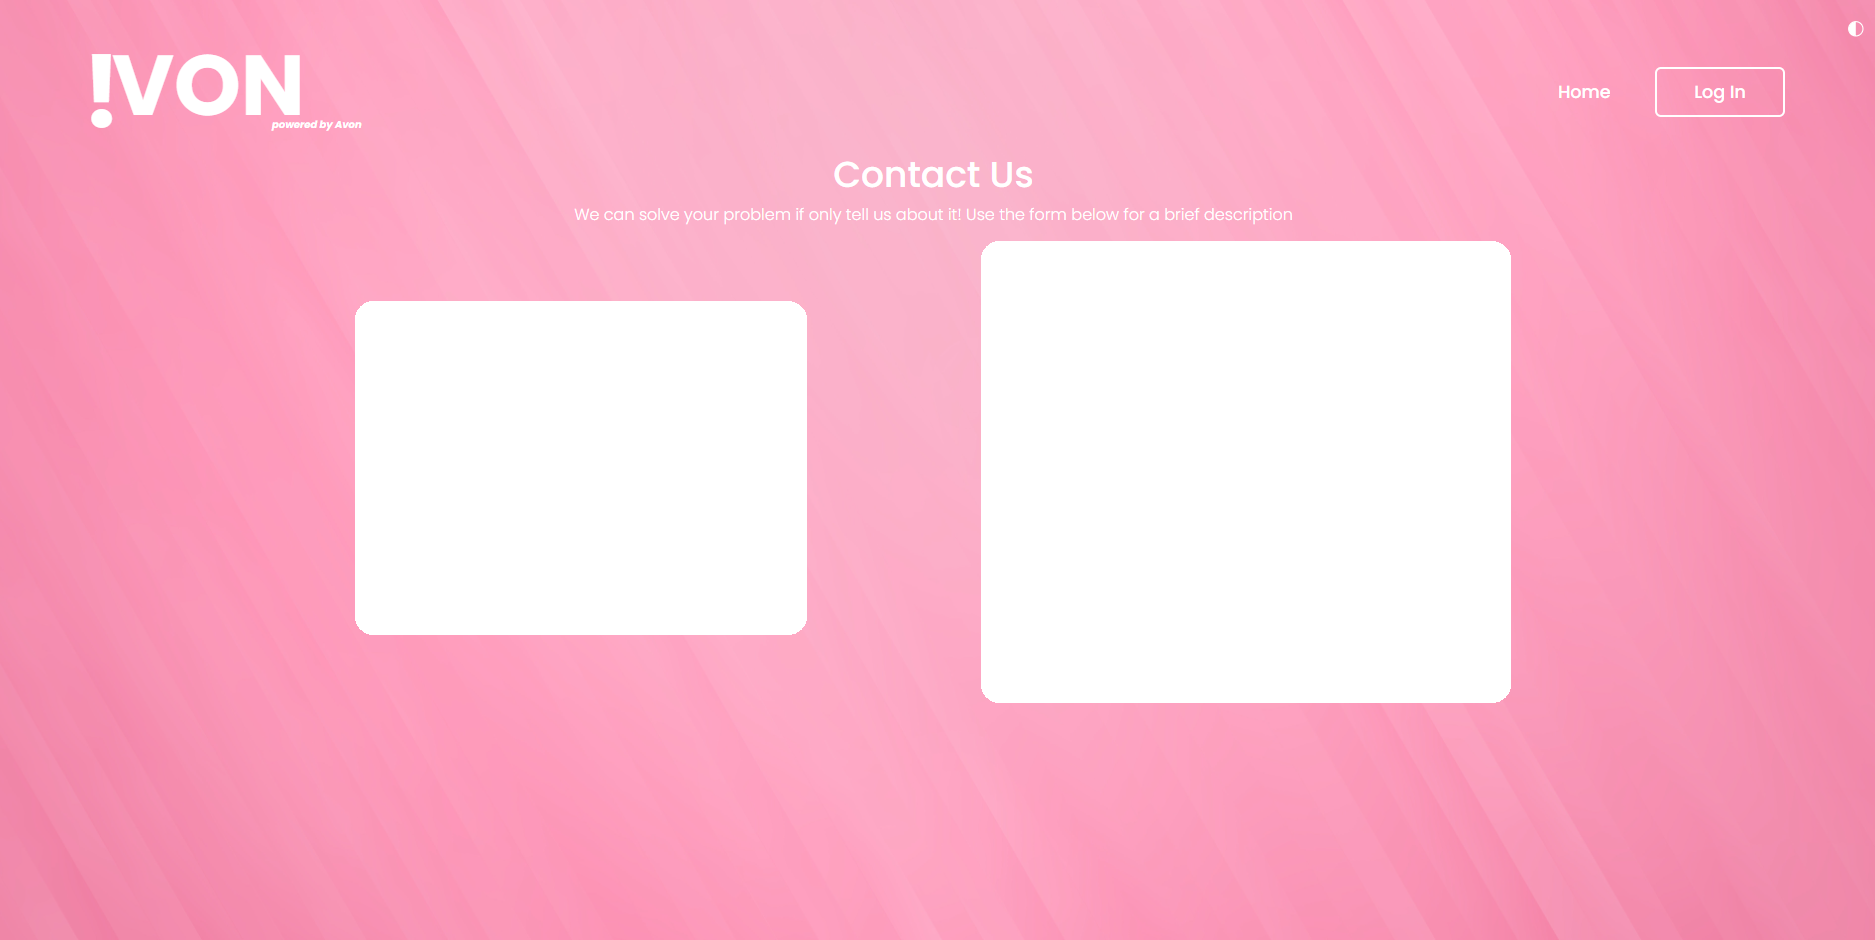 !VON
powered by Avon
Home
Log In
Contact Us
We can solve your problem if only tell us about it! Use the form below for a brief description